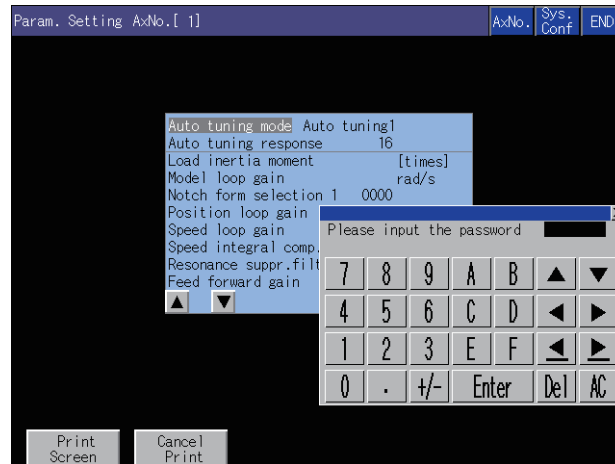 Param. Setting AxNo.[ 1]
AxNo.
Sys.
Conf
END
Auto tuning mode Auto tuning1
Auto tuning response 16
Load inertia moment [times]
Model loop gain rad/s
Notch form selection 1 0000
Position loop gain
Speed loop gain
Speed integral comp.
Resonance suppr.filt
Feed forward gain
▲ ▼
Please input the password
7 8 9 A B ▲ ▼
4 5 6 C D ◀ ▶
1 2 3 E F ◀ ▶
0 . +/- Enter Del AC
Print
Screen
Cancel
Print